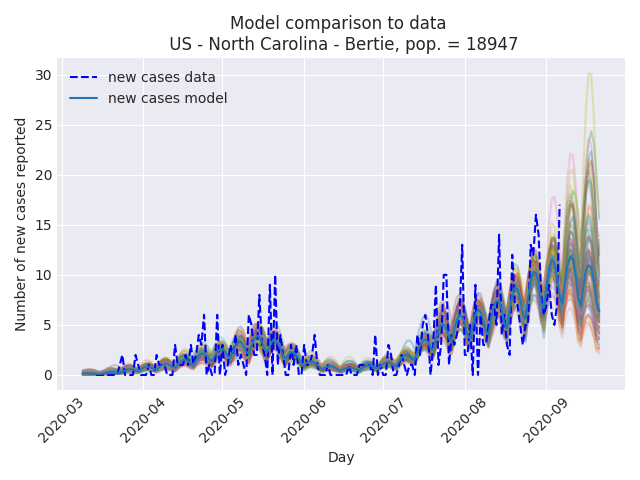 Model comparison to data
US - North Carolina - Bertie, pop. = 18947
new cases data
new cases model
Number of new cases reported
30
25
20
15
10
5
0
2020-03
2020-04
2020-05
2020-06
2020-07
2020-08
2020-09
Day